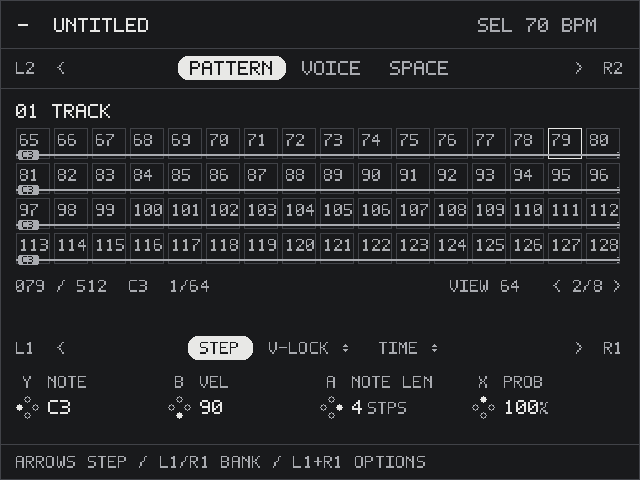 – UNTITLED SEL 70 BPM
L2 < PATTERN VOICE SPACE > R2
01 TRACK
65 66 67 68 69 70 71 72 73 74 75 76 77 78 79 80
C3
81 82 83 84 85 86 87 88 89 90 91 92 93 94 95 96
C3
97 98 99 100 101 102 103 104 105 106 107 108 109 110 111 112
C3
113 114 115 116 117 118 119 120 121 122 123 124 125 126 127 128
C3
079 / 512 C3 1/64 VIEW 64 < 2/8 >
L1 < STEP V-LOCK TIME > R1
Y NOTE B VEL A NOTE LEN X PROB
C3 90 4 STPS 100%
ARROWS STEP / L1/R1 BANK / L1+R1 OPTIONS